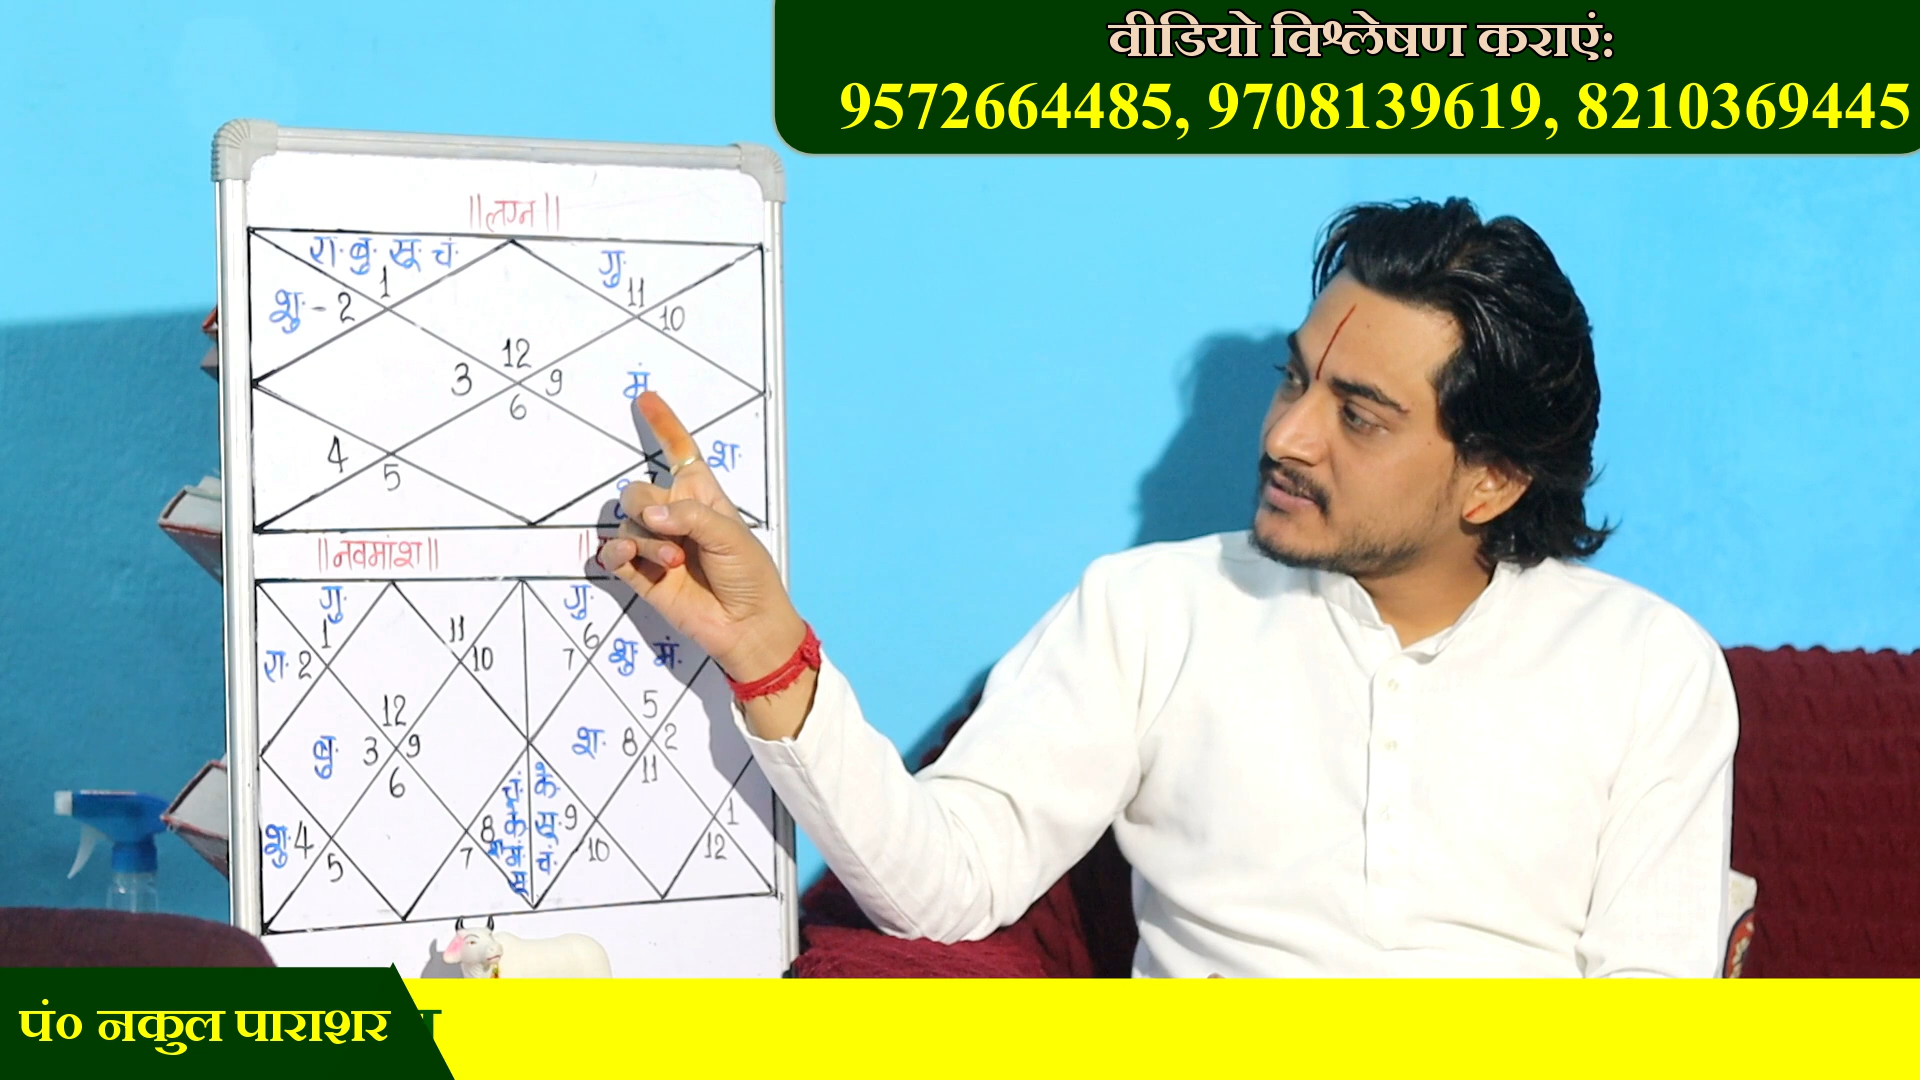 वीडियो विश्लेषण कराएं:
9572664485, 9708139619, 8210369445
||लग्न||
रा. बु. सू. चं.
1
गु.
11
शु.- 2
10
12
3
9
मं.
6
4
5
श.
||नवमांश||
गु.
1
रा. 2
11
10
12
बु. 3
9
6
शु. 4
5
8
7
चं.
के.
मं.
सू.
गु.
6
7
शु. मं.
5
श. 8
2
11
के.
सू. 9
चं.
10
1
12
पं० नकुल पाराशर